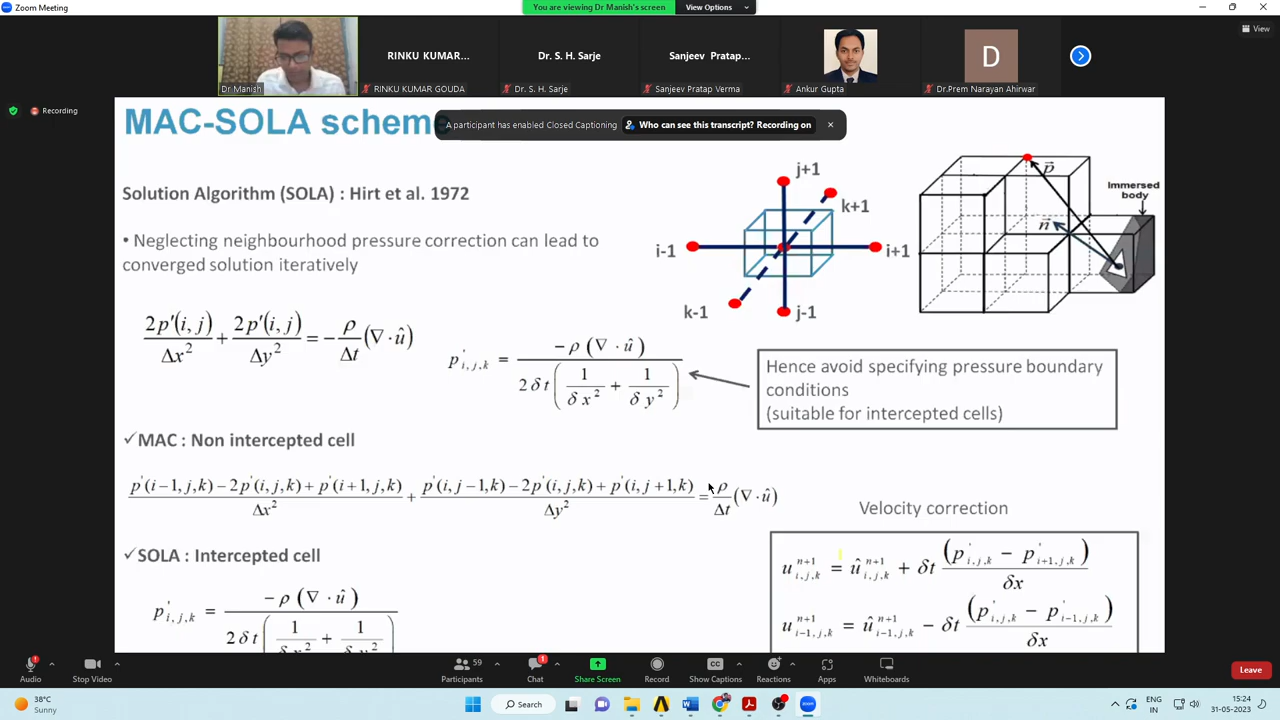 Zoom Meeting
You are viewing Dr Manish's screen
View Options
View
RINKU KUMAR...
Dr. S. H. Sarje
Sanjeev Pratap...
D
Dr Manish
RINKU KUMAR GOUDA
Dr. S. H. Sarje
Sanjeev Pratap Verma
Ankur Gupta
Dr.Prem Narayan Ahirwar
Recording
A participant has enabled Closed Captioning
Who can see this transcript? Recording on
MAC-SOLA scheme
Solution Algorithm (SOLA) : Hirt et al. 1972
• Neglecting neighbourhood pressure correction can lead to
converged solution iteratively
2p'(i, j)/Δx² + 2p'(i, j)/Δy² = −ρ/Δt (∇·û)
p'i,j,k = −ρ (∇·û) / 2 δt (1/δx² + 1/δy²)
j+1
k+1
i-1
i+1
k-1
j-1
p⃗
Immersed
body
n⃗
Hence avoid specifying pressure boundary
conditions
(suitable for intercepted cells)
✓MAC : Non intercepted cell
p'(i−1, j,k)−2p'(i, j,k)+p'(i+1, j,k)/Δx² + p'(i, j−1,k)−2p'(i, j,k)+p'(i, j+1,k)/Δy² = ρ/Δt (∇·û)
✓SOLA : Intercepted cell
p'i,j,k = −ρ (∇·û) / 2 δt (1/δx² + 1/δy²)
Velocity correction
u^n+1 i,j,k = û^n+1 i,j,k + δt (p'i,j,k − p'i+1,j,k)/δx
u^n+1 i−1,j,k = û^n+1 i−1,j,k − δt (p'i,j,k − p'i−1,j,k)/δx
Audio
Stop Video
59
Participants
1
Chat
Share Screen
Record
CC
Show Captions
Reactions
Apps
Whiteboards
Leave
38°C
Sunny
Search
ENG
IN
15:24
31-05-2023